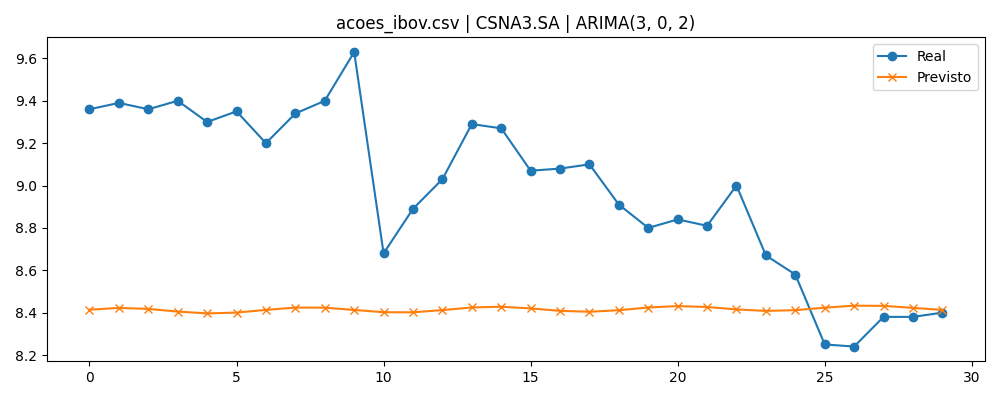 acoes_ibov.csv | CSNA3.SA | ARIMA(3, 0, 2)
Real
Previsto
9.6
9.4
9.2
9.0
8.8
8.6
8.4
8.2
0 5 10 15 20 25 30